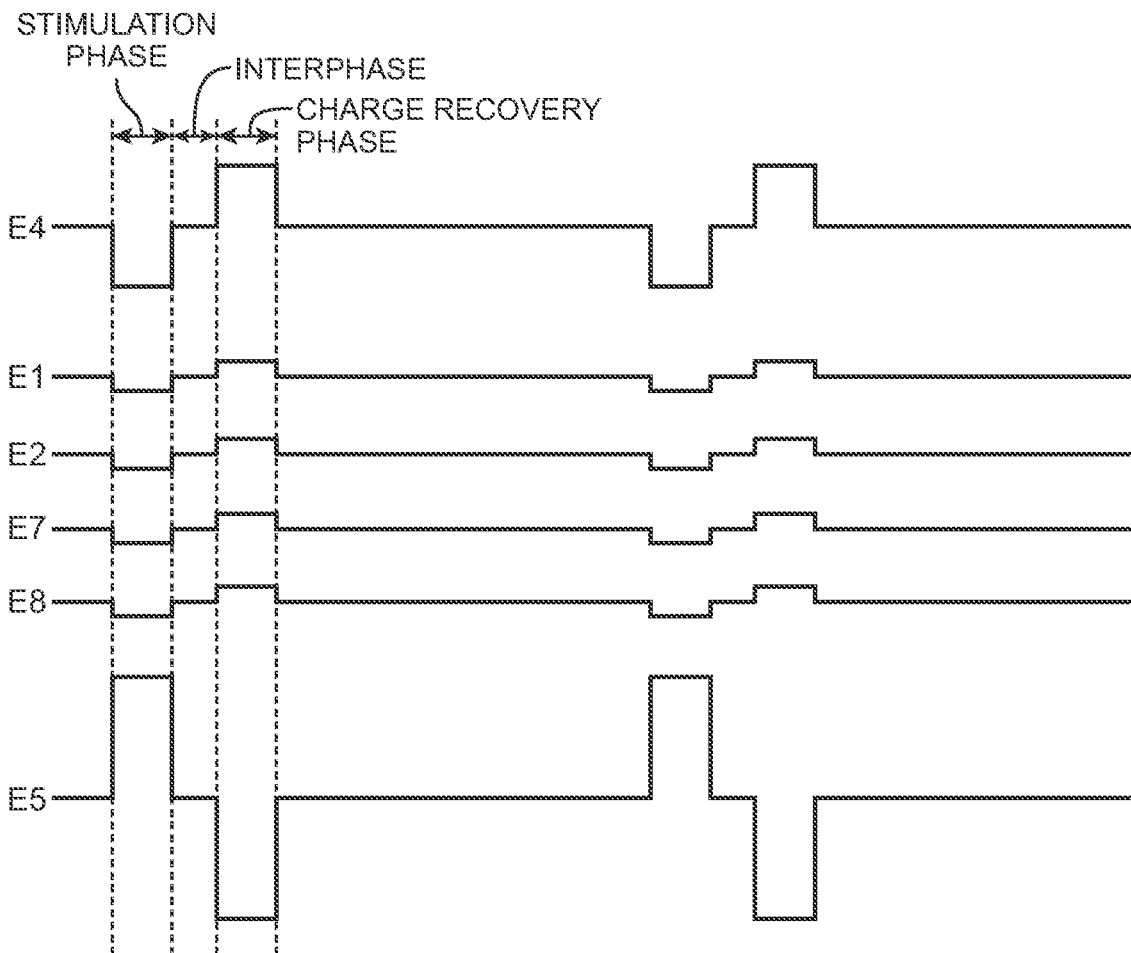 STIMULATION
PHASE
INTERPHASE
CHARGE RECOVERY
PHASE
E4
E1
E2
E7
E8
E5